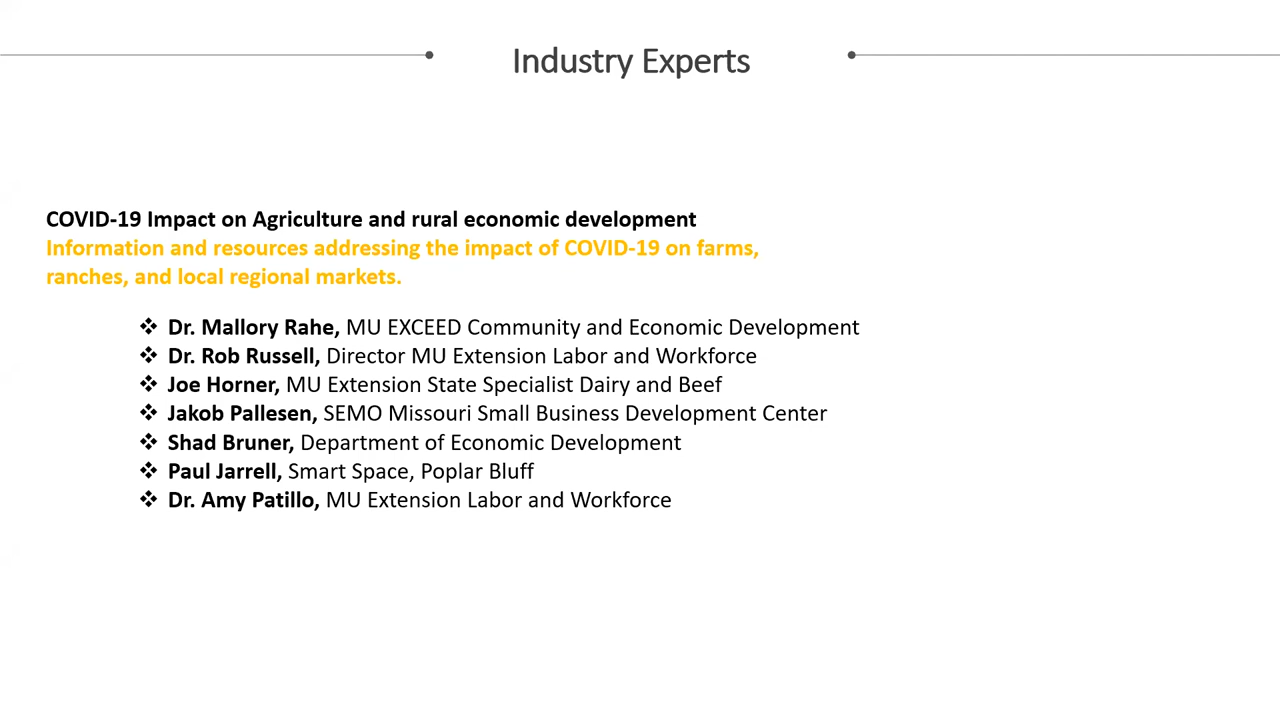 Industry Experts
COVID-19 Impact on Agriculture and rural economic development
Information and resources addressing the impact of COVID-19 on farms,
ranches, and local regional markets.
❖ Dr. Mallory Rahe, MU EXCEED Community and Economic Development
❖ Dr. Rob Russell, Director MU Extension Labor and Workforce
❖ Joe Horner, MU Extension State Specialist Dairy and Beef
❖ Jakob Pallesen, SEMO Missouri Small Business Development Center
❖ Shad Bruner, Department of Economic Development
❖ Paul Jarrell, Smart Space, Poplar Bluff
❖ Dr. Amy Patillo, MU Extension Labor and Workforce